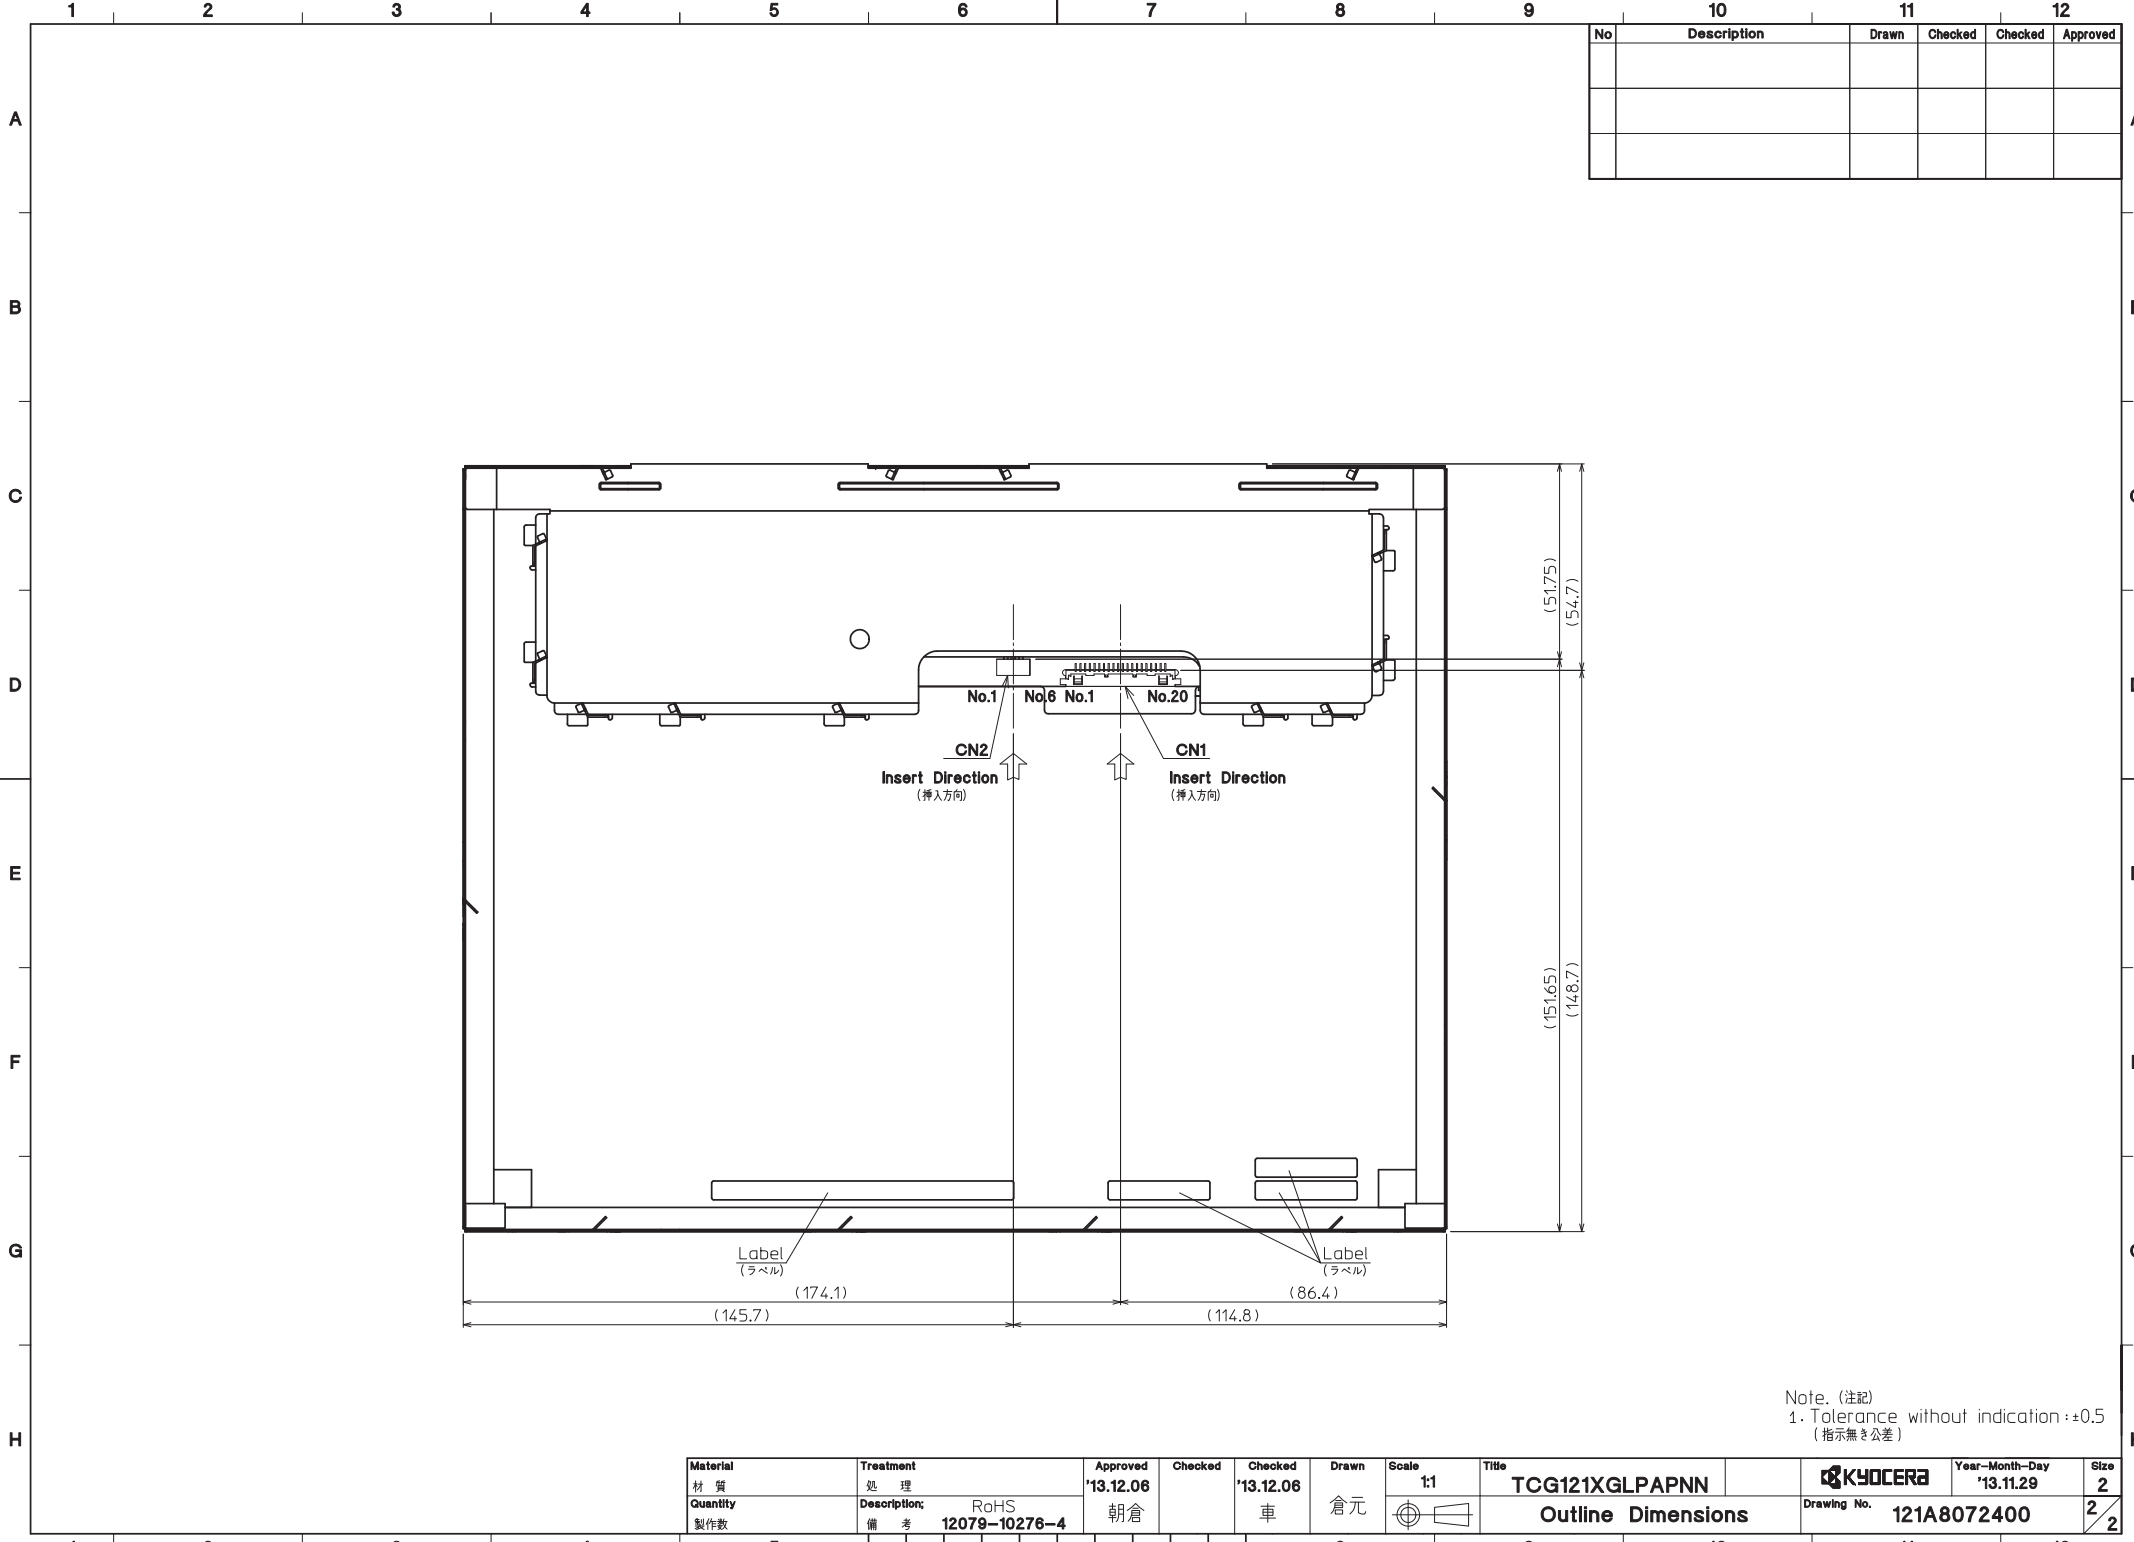 1 2 3 4 5 6 7 8 9 10 11 12
No Description Drawn Checked Checked Approved
A
B
C
D
E
F
G
H
(51.75)
(54.7)
No.1 No.6 No.1 No.20
CN2 CN1
Insert Direction Insert Direction
(挿入方向) (挿入方向)
(151.65)
(148.7)
Label Label
(ラベル) (ラベル)
(174.1) (86.4)
(145.7) (114.8)
Note. (注記)
1. Tolerance without indication : ±0.5
(指示無き公差)
Material Treatment Approved Checked Checked Drawn Scale Title Year-Month-Day Size
材 質 処 理 '13.12.06 '13.12.06 1:1 TCG121XGLPAPNN KYOCERA '13.11.29 2
Quantity Description; RoHS 朝倉 車 倉元 Outline Dimensions Drawing No. 121A8072400 2/2
製作数 備 考 12079-10276-4